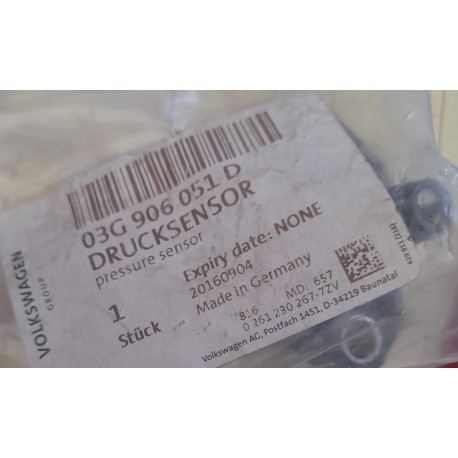 03G 906 051 D
DRUCKSENSOR
pressure sensor
Expiry date: NONE
20160904
Made in Germany
1
Stück
816 MD. 657
0 261 230 267-7ZV
Volkswagen AG, Postfach 1451, D-34219 Baunatal
VOLKSWAGEN
GROUP